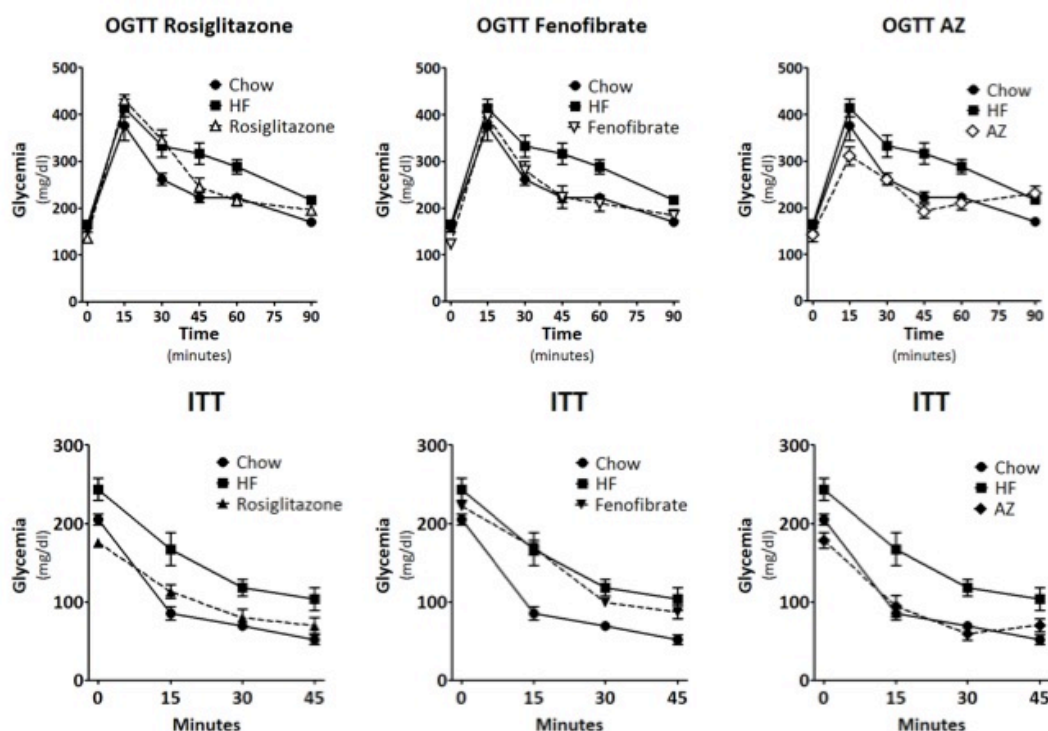 OGTT Rosiglitazone
500
400
300
200
100
0
Glycemia
(mg/dl)
Chow
HF
Rosiglitazone
0 15 30 45 60 75 90
Time
(minutes)
OGTT Fenofibrate
500
400
300
200
100
0
Glycemia
(mg/dl)
Chow
HF
Fenofibrate
0 15 30 45 60 75 90
Time
(minutes)
OGTT AZ
500
400
300
200
100
0
Glycemia
(mg/dl)
Chow
HF
AZ
0 15 30 45 60 75 90
Time
(minutes)
ITT
300
200
100
0
Glycemia
(mg/dl)
Chow
HF
Rosiglitazone
0 15 30 45
Minutes
ITT
300
200
100
0
Glycemia
(mg/dl)
Chow
HF
Fenofibrate
0 15 30 45
Minutes
ITT
300
200
100
0
Glycemia
(mg/dl)
Chow
HF
AZ
0 15 30 45
Minutes